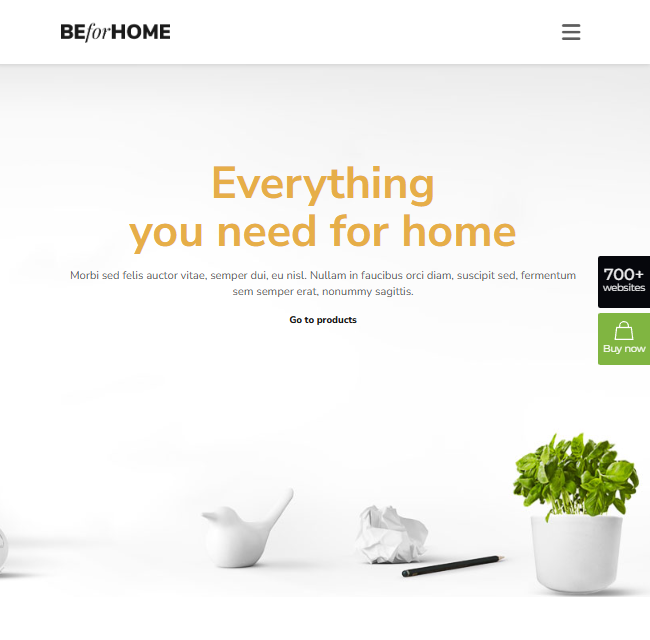 BEforHOME
Everything
you need for home
Morbi sed felis auctor vitae, semper dui, eu nisl. Nullam in faucibus orci diam, suscipit sed, fermentum
sem semper erat, nonummy sagittis.
Go to products
700+
websites
Buy now